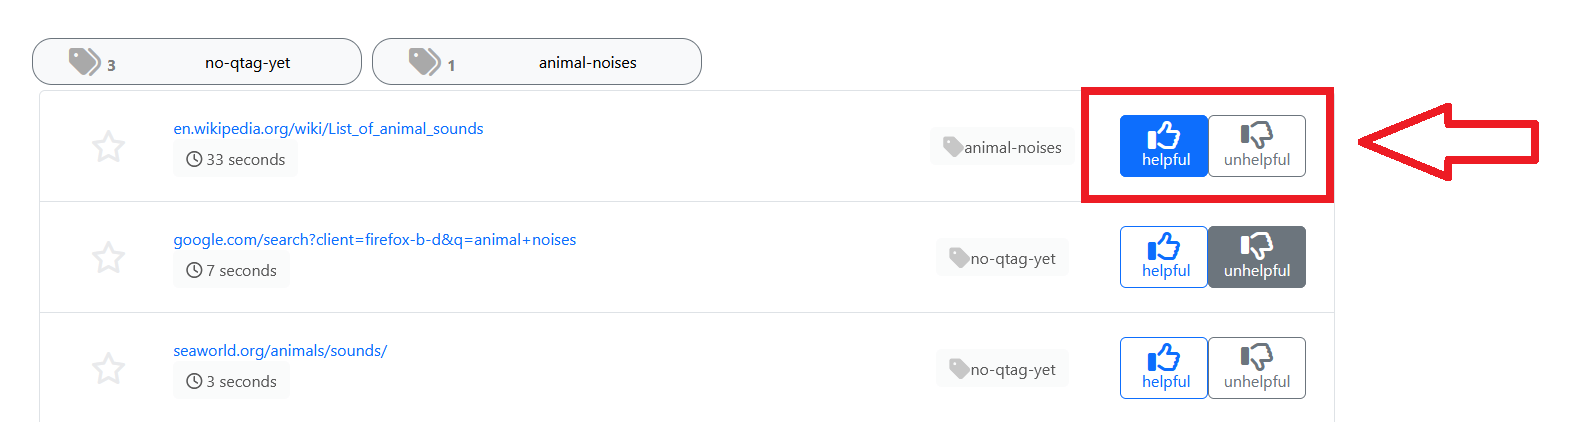 3 no-qtag-yet 1 animal-noises
en.wikipedia.org/wiki/List_of_animal_sounds
33 seconds
animal-noises
helpful unhelpful
google.com/search?client=firefox-b-d&q=animal+noises
7 seconds
no-qtag-yet
helpful unhelpful
seaworld.org/animals/sounds/
3 seconds
no-qtag-yet
helpful unhelpful